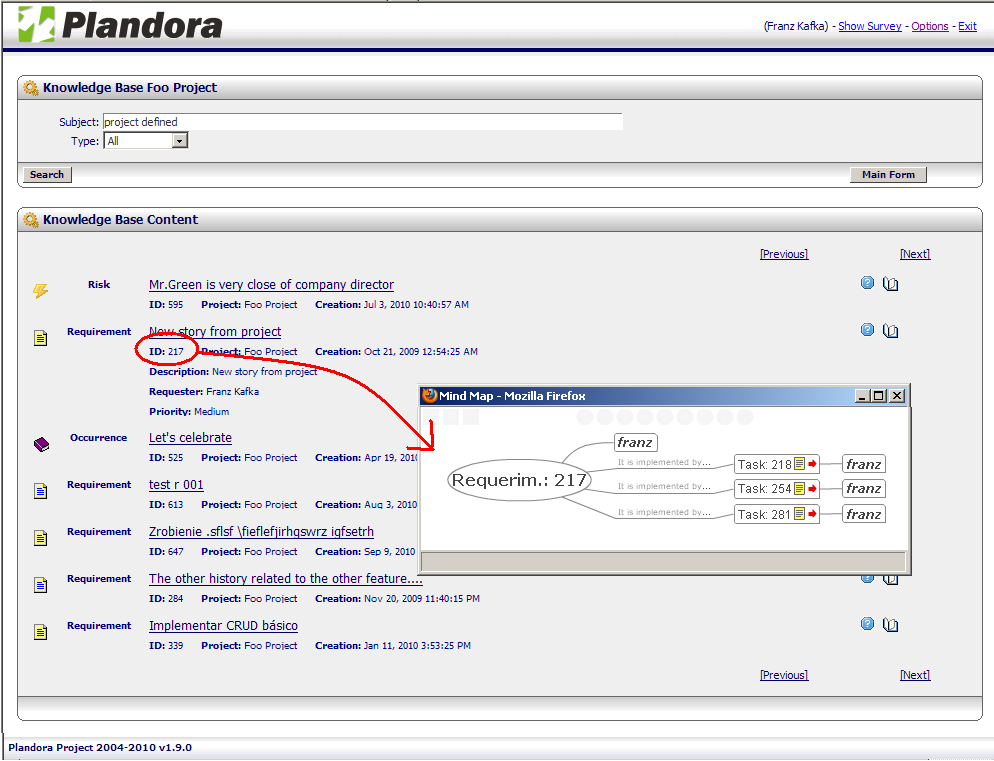 Plandora
(Franz Kafka) - Show Survey - Options - Exit
Knowledge Base Foo Project
Subject: project defined
Type: All
Search Main Form
Knowledge Base Content
[Previous] [Next]
Risk Mr.Green is very close of company director
ID: 595 Project: Foo Project Creation: Jul 3, 2010 10:40:57 AM
Requirement New story from project
ID: 217 Project: Foo Project Creation: Oct 21, 2009 12:54:25 AM
Description: New story from project
Requester: Franz Kafka
Priority: Medium
Occurrence Let's celebrate
ID: 525 Project: Foo Project Creation: Apr 19, 2010
Requirement test r 001
ID: 613 Project: Foo Project Creation: Aug 3, 2010
Requirement Zrobienie .sflsf \fieflefjirhgswrz iqfsetrh
ID: 647 Project: Foo Project Creation: Sep 9, 2010
Requirement The other history related to the other feature....
ID: 284 Project: Foo Project Creation: Nov 20, 2009 11:40:15 PM
Requirement Implementar CRUD básico
ID: 339 Project: Foo Project Creation: Jan 11, 2010 3:53:25 PM
[Previous] [Next]
Mind Map - Mozilla Firefox
franz
Requerim.: 217
It is implemented by... Task: 218 franz
It is implemented by... Task: 254 franz
It is implemented by... Task: 281 franz
Plandora Project 2004-2010 v1.9.0